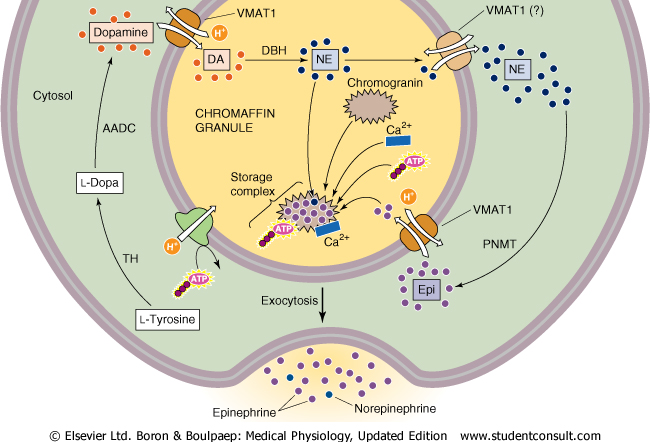 VMAT1
VMAT1 (?)
Dopamine
H+
DA
DBH
NE
NE
Cytosol
Chromogranin
CHROMAFFIN
GRANULE
Ca2+
AADC
ATP
Storage
complex
L-Dopa
H+
VMAT1
ATP
Ca2+
H+
PNMT
TH
ATP
Epi
Exocytosis
L-Tyrosine
Epinephrine
Norepinephrine
© Elsevier Ltd. Boron & Boulpaep: Medical Physiology, Updated Edition www.studentconsult.com